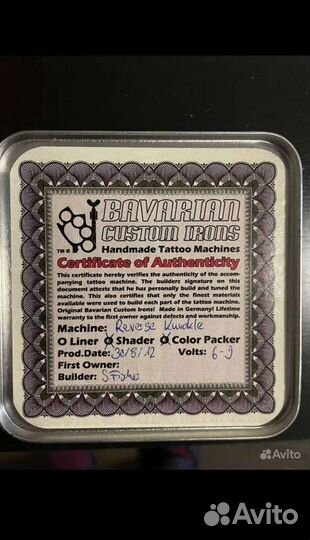 BAVARIAN
CUSTOM IRONS
TM ®
Handmade Tattoo Machines
Certificate of Authenticity
This certificate hereby verifies the authenticity of the accom-
panying tattoo machine. The builders signature on this
document attests that he has personally build and tuned the
machine. This also certifies that only the finest materials
available were used to build each part of the tattoo machine.
Original Bavarian Custom Irons! Made in Germany! Lifetime
warranty to the first owner against defects and workmanship.
Machine: Reverse Knuckle
O Liner O Shader O Color Packer
Prod.Date: 30/8/12 Volts: 6-9
First Owner:
Builder:
Avito
Avito